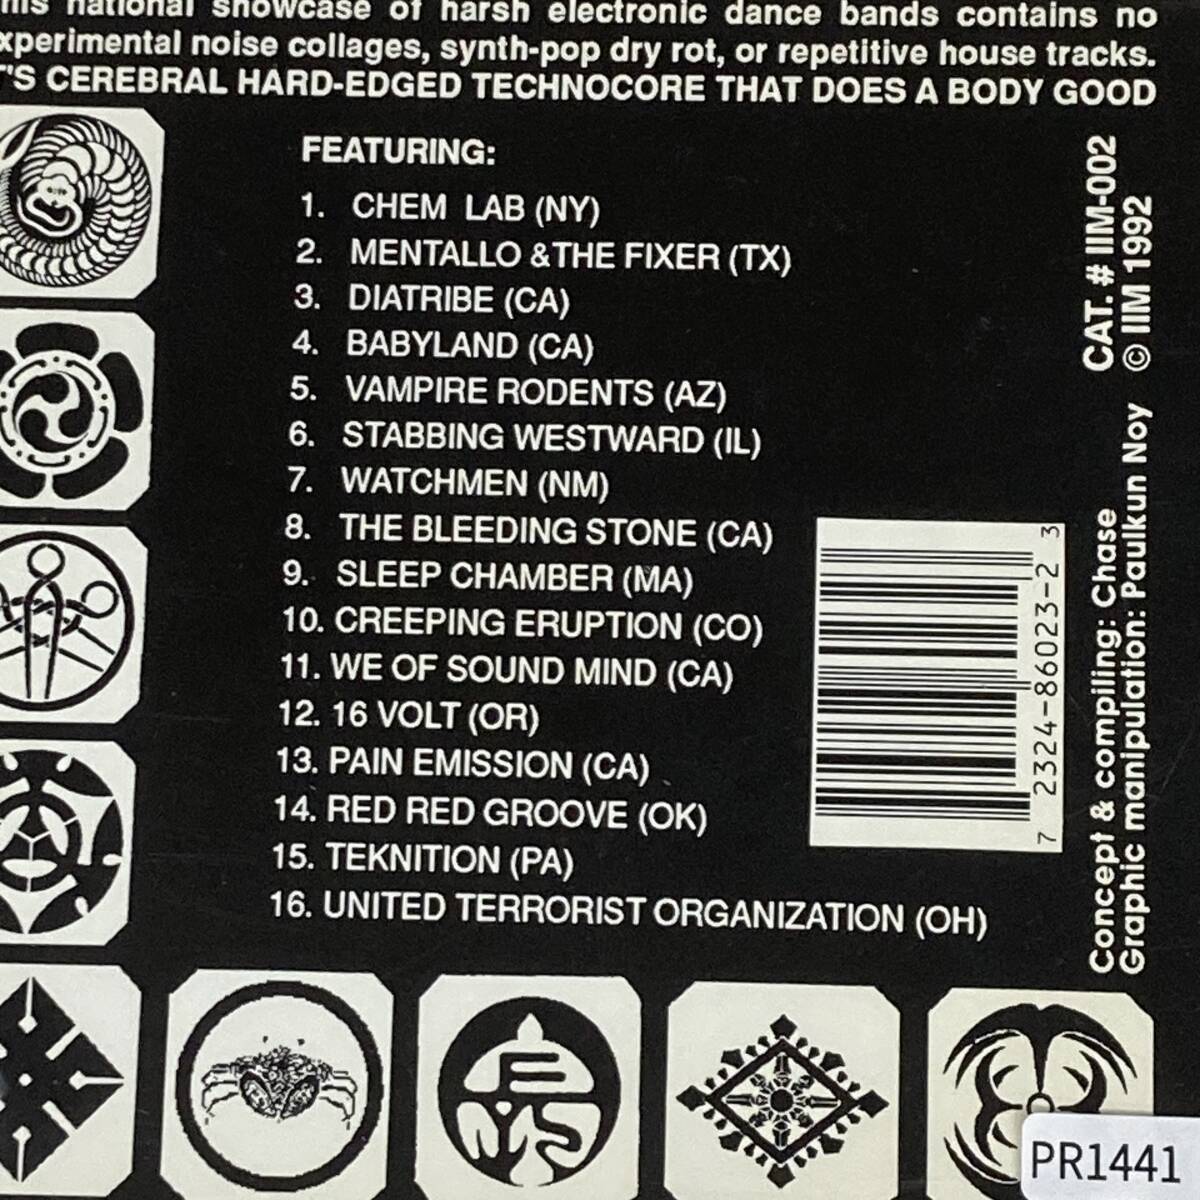 national showcase of harsh electronic dance bands contains no
xperimental noise collages, synth-pop dry rot, or repetitive house tracks.
T'S CEREBRAL HARD-EDGED TECHNOCORE THAT DOES A BODY GOOD
FEATURING:
1. CHEM LAB (NY)
2. MENTALLO &THE FIXER (TX)
3. DIATRIBE (CA)
4. BABYLAND (CA)
5. VAMPIRE RODENTS (AZ)
6. STABBING WESTWARD (IL)
7. WATCHMEN (NM)
8. THE BLEEDING STONE (CA)
9. SLEEP CHAMBER (MA)
10. CREEPING ERUPTION (CO)
11. WE OF SOUND MIND (CA)
12. 16 VOLT (OR)
13. PAIN EMISSION (CA)
14. RED RED GROOVE (OK)
15. TEKNITION (PA)
16. UNITED TERRORIST ORGANIZATION (OH)
7 2324-86023-2 3
Concept & compiling: Chase CAT. # IIM-002
Graphic manipulation: Paulkun Noy © IIM 1992
PR1441